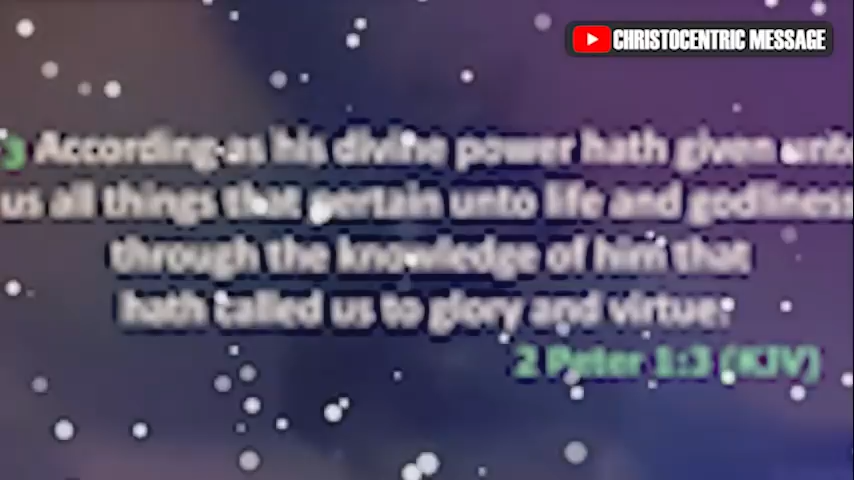 CHRISTOCENTRIC MESSAGE
3 According as his divine power hath given unto
us all things that pertain unto life and godliness
through the knowledge of him that
hath called us to glory and virtue:
2 Peter 1:3 (KJV)